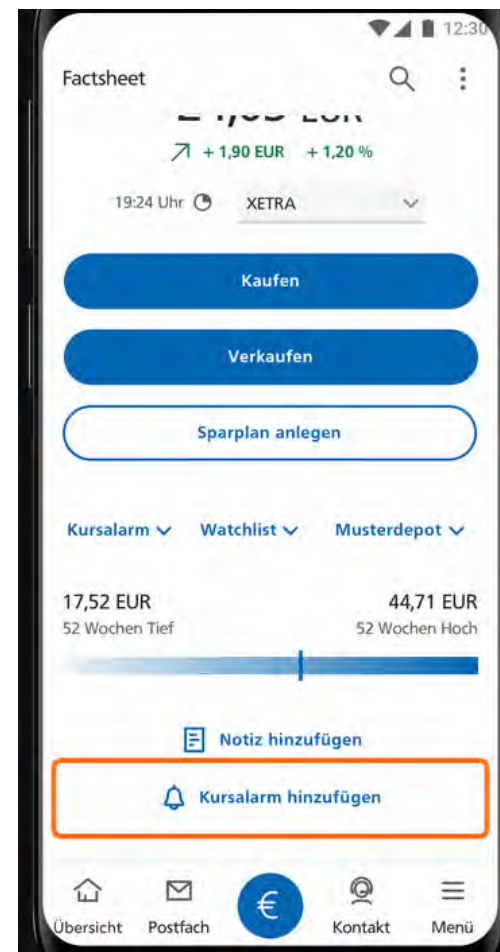 12:30
Factsheet
EUR
+ 1,90 EUR + 1,20 %
19:24 Uhr XETRA
Kaufen
Verkaufen
Sparplan anlegen
Kursalarm Watchlist Musterdepot
17,52 EUR 44,71 EUR
52 Wochen Tief 52 Wochen Hoch
Notiz hinzufügen
Kursalarm hinzufügen
€
Übersicht Postfach Kontakt Menü